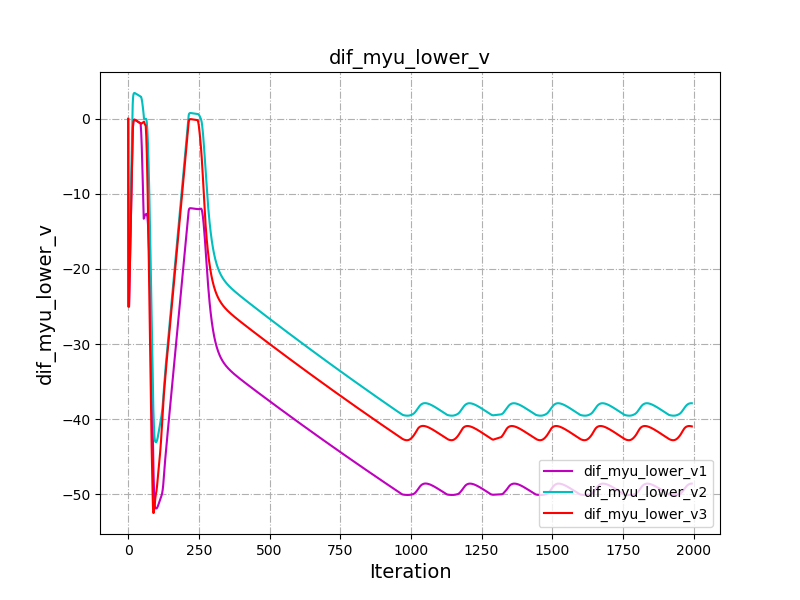 dif_myu_lower_v
dif_myu_lower_v
0
−10
−20
−30
−40
−50
0
250
500
750
1000
1250
1500
1750
2000
Iteration
dif_myu_lower_v1
dif_myu_lower_v2
dif_myu_lower_v3